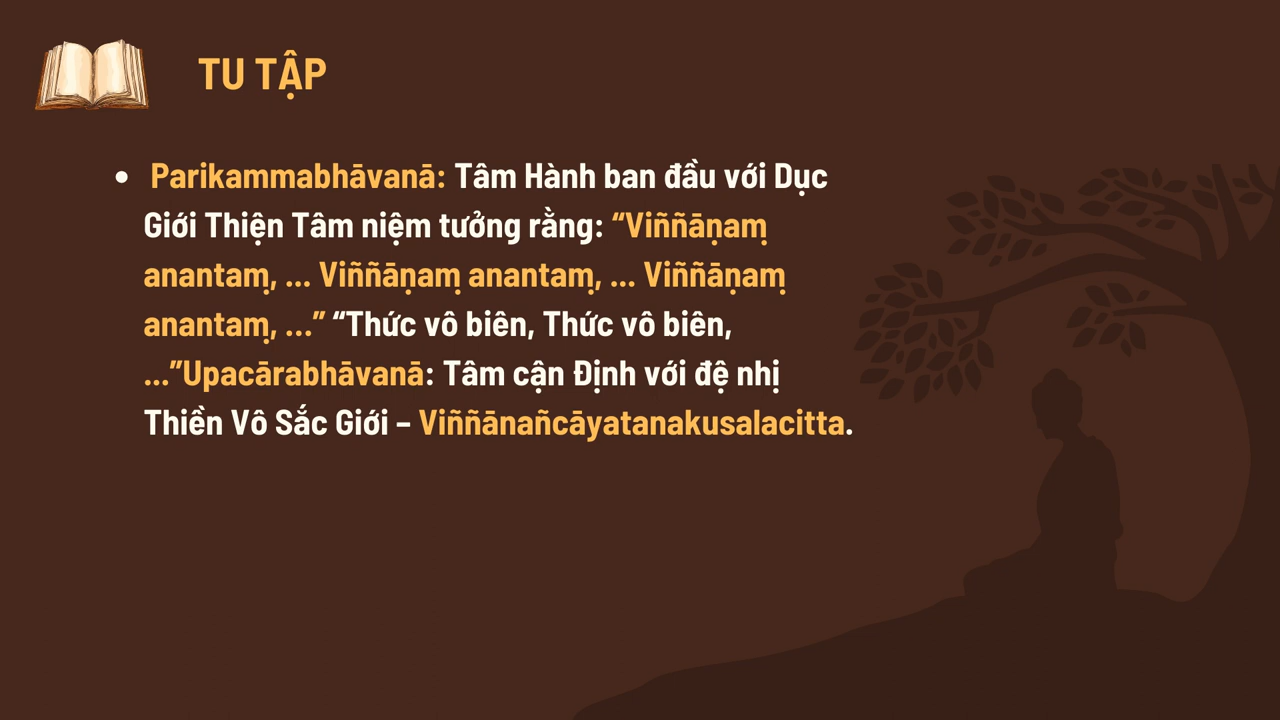 TU TẬP
• Parikammabhāvanā: Tâm Hành ban đầu với Dục
Giới Thiện Tâm niệm tưởng rằng: “Viññāṇaṃ
anantaṃ, ... Viññāṇaṃ anantaṃ, ... Viññāṇaṃ
anantaṃ, ...” “Thức vô biên, Thức vô biên,
...”Upacārabhāvanā: Tâm cận Định với đệ nhị
Thiền Vô Sắc Giới – Viññānañcāyatanakusalacitta.